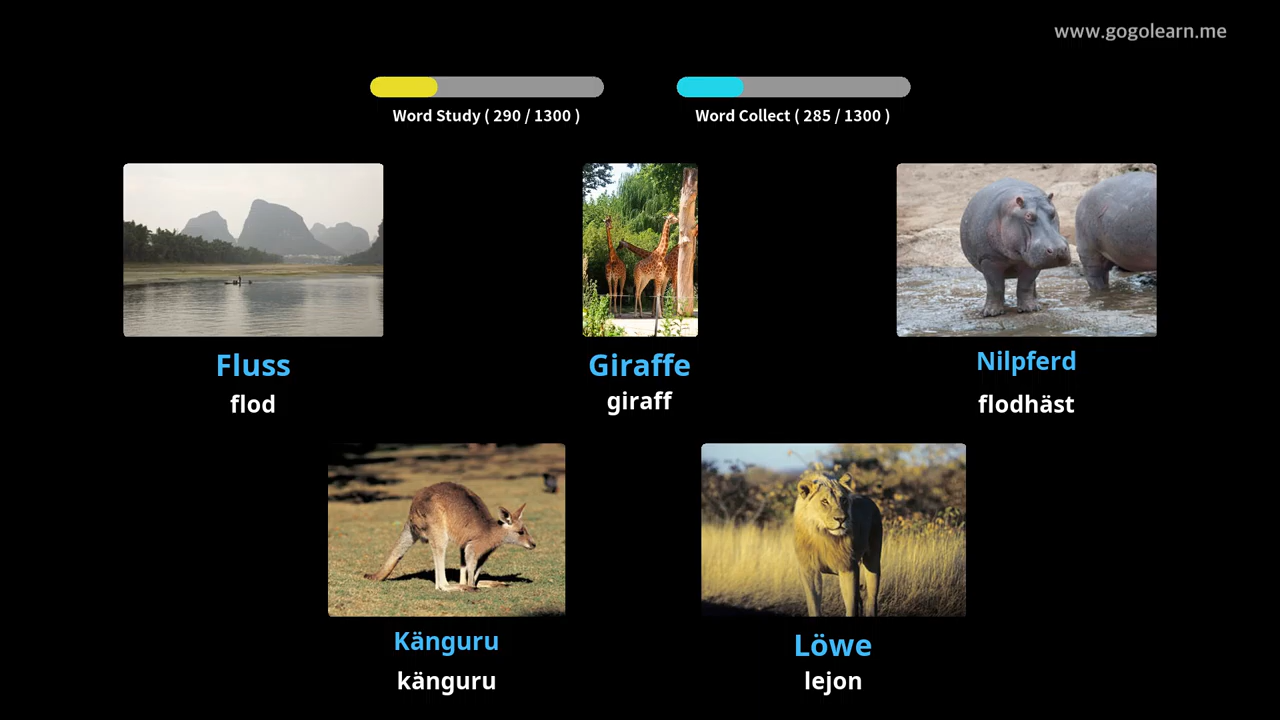 www.gogolearn.me
Word Study ( 290 / 1300 )
Word Collect ( 285 / 1300 )
Fluss
flod
Giraffe
giraff
Nilpferd
flodhäst
Känguru
känguru
Löwe
lejon